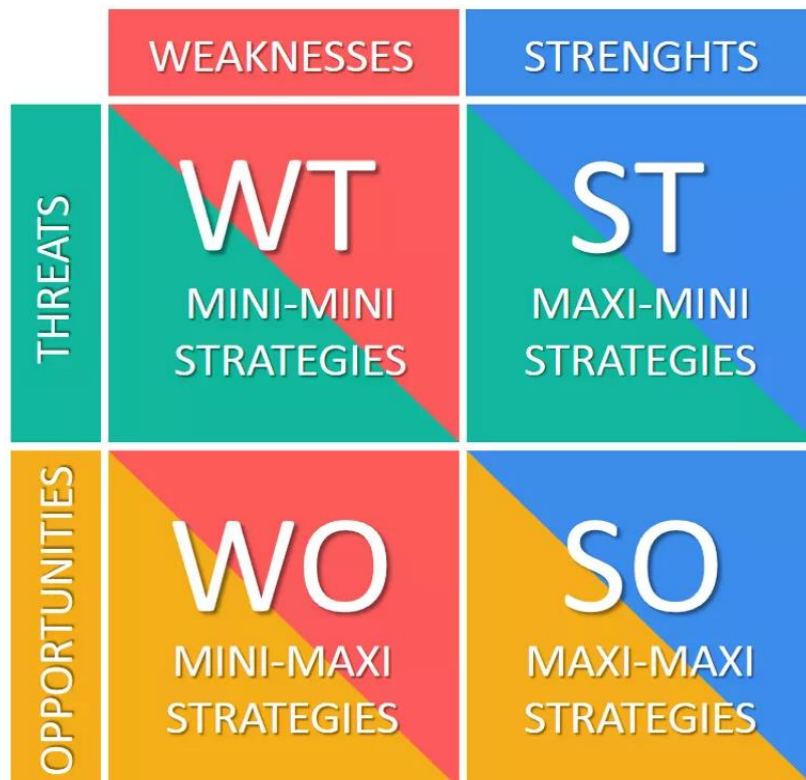 WEAKNESSES
STRENGHTS
THREATS
WT
MINI-MINI
STRATEGIES
ST
MAXI-MINI
STRATEGIES
OPPORTUNITIES
WO
MINI-MAXI
STRATEGIES
SO
MAXI-MAXI
STRATEGIES